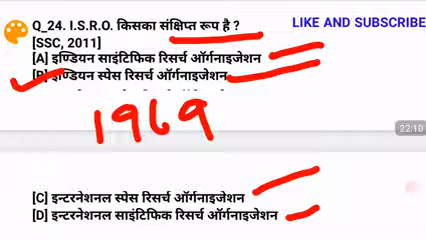 Q_24. I.S.R.O. किसका संक्षिप्त रूप है ?
LIKE AND SUBSCRIBE
[SSC, 2011]
[A] इण्डियन साइंटिफिक रिसर्च ऑर्गनाइजेशन
[B] इण्डियन स्पेस रिसर्च ऑर्गनाइजेशन
1969
22:10
[C] इन्टरनेशनल स्पेस रिसर्च ऑर्गनाइजेशन
[D] इन्टरनेशनल साइंटिफिक रिसर्च ऑर्गनाइजेशन